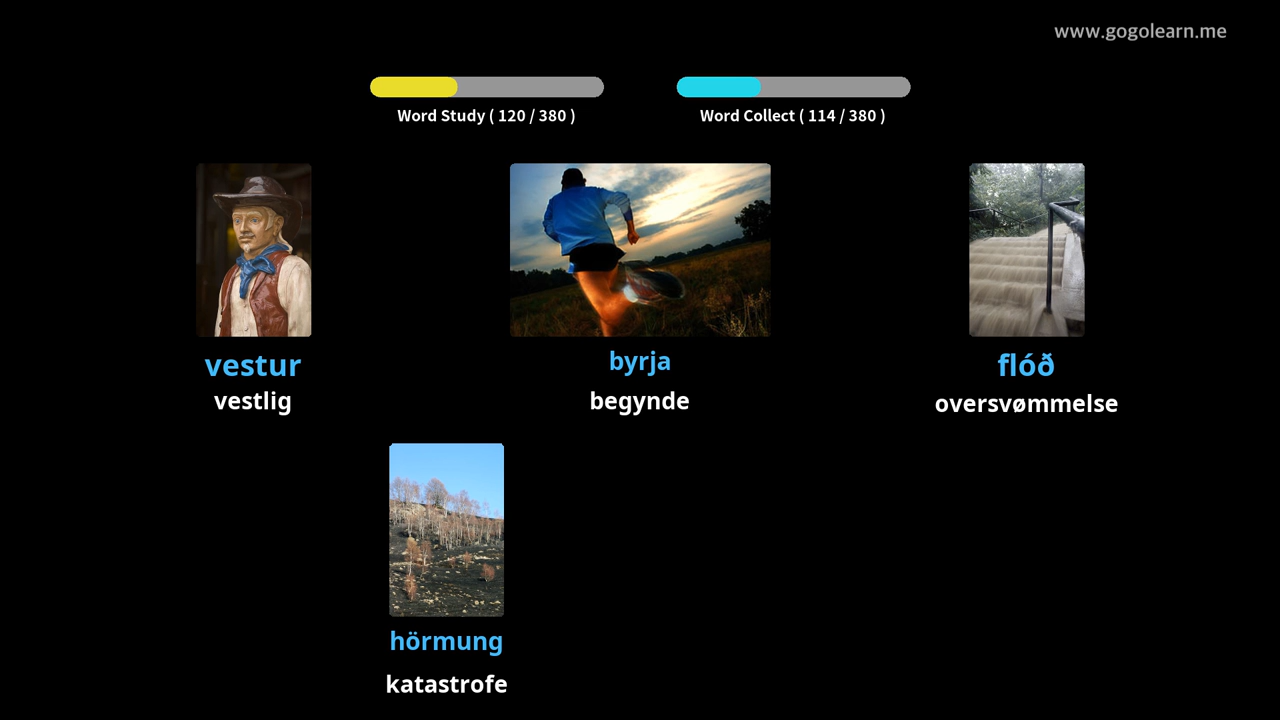 www.gogolearn.me
Word Study ( 120 / 380 )
Word Collect ( 114 / 380 )
vestur
vestlig
byrja
begynde
flóð
oversvømmelse
hörmung
katastrofe